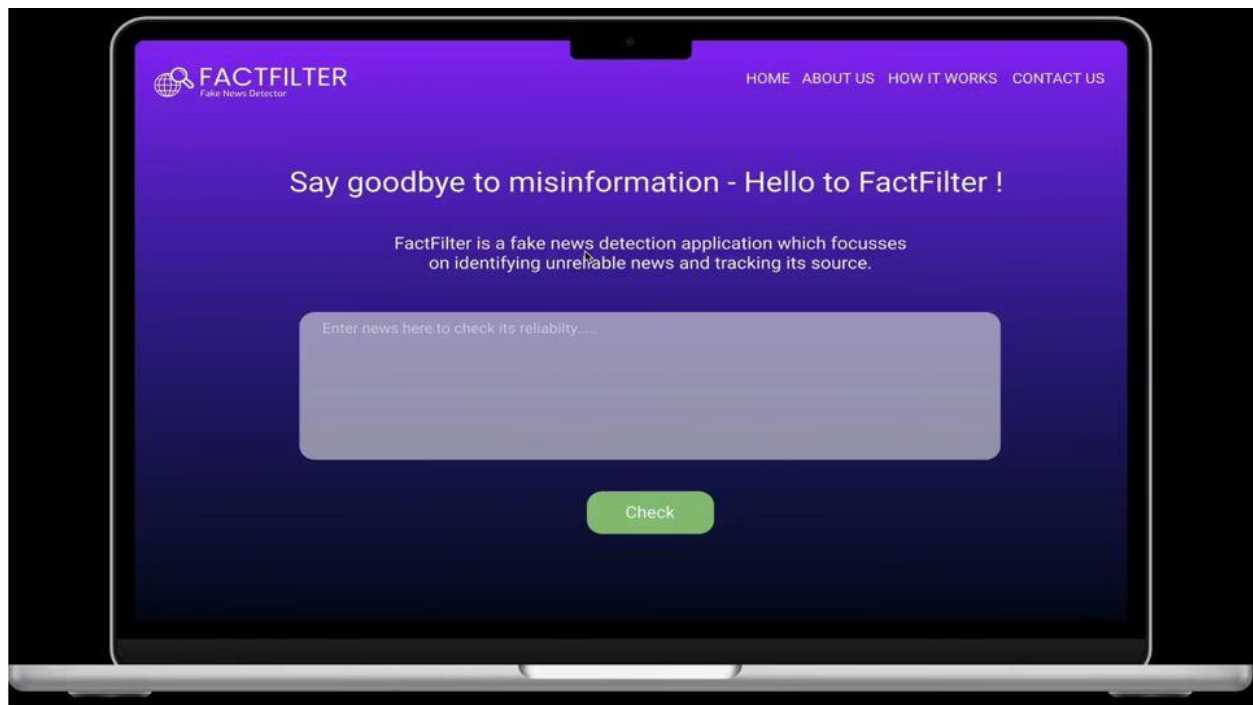 FACTFILTER
Fake News Detector
HOME ABOUT US HOW IT WORKS CONTACT US
Say goodbye to misinformation - Hello to FactFilter !
FactFilter is a fake news detection application which focusses
on identifying unreliable news and tracking its source.
Enter news here to check its reliabilty.....
Check